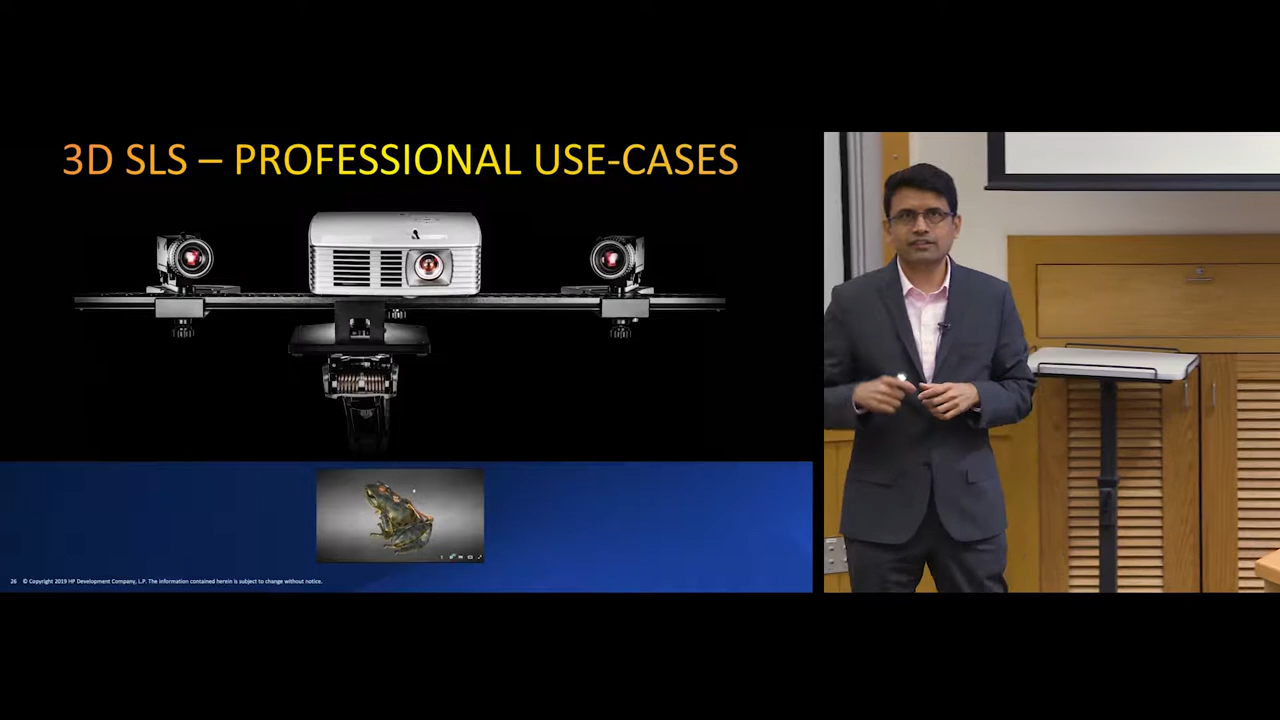 3D SLS – PROFESSIONAL USE-CASES
26 © Copyright 2019 HP Development Company, L.P. The information contained herein is subject to change without notice.